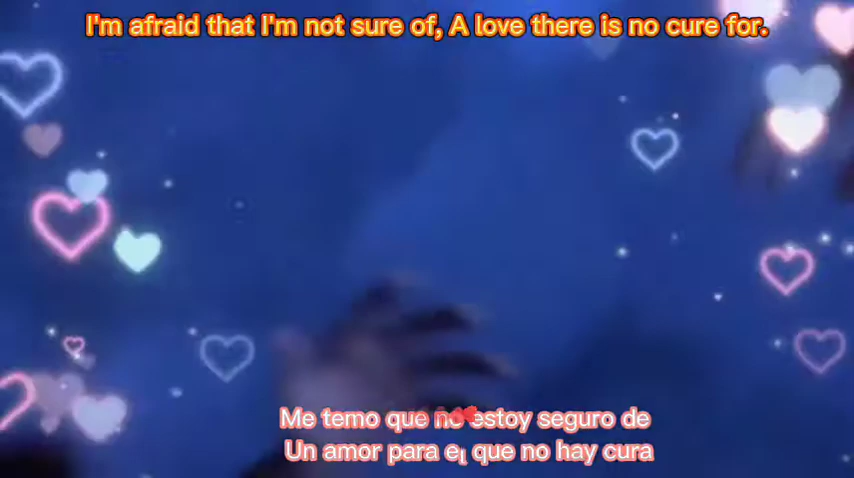 I'm afraid that I'm not sure of, A love there is no cure for.
Me temo que no estoy seguro de
Un amor para el que no hay cura